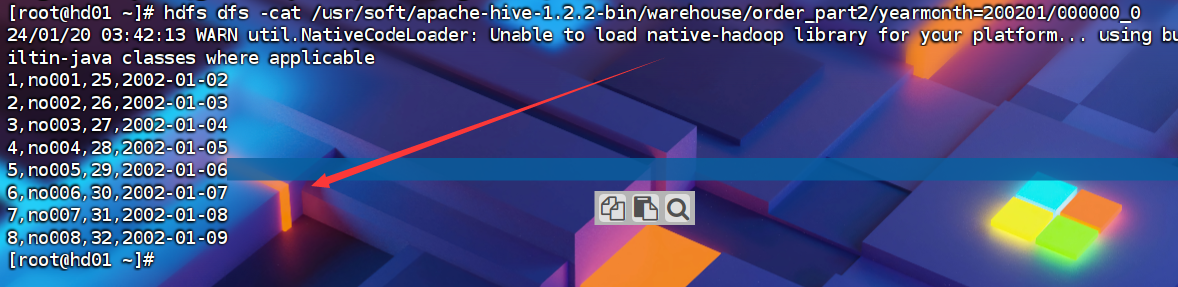 [root@hd01 ~]# hdfs dfs -cat /usr/soft/apache-hive-1.2.2-bin/warehouse/order_part2/yearmonth=200201/000000_0
24/01/20 03:42:13 WARN util.NativeCodeLoader: Unable to load native-hadoop library for your platform... using bu
iltin-java classes where applicable
1,no001,25,2002-01-02
2,no002,26,2002-01-03
3,no003,27,2002-01-04
4,no004,28,2002-01-05
5,no005,29,2002-01-06
6,no006,30,2002-01-07
7,no007,31,2002-01-08
8,no008,32,2002-01-09
[root@hd01 ~]#